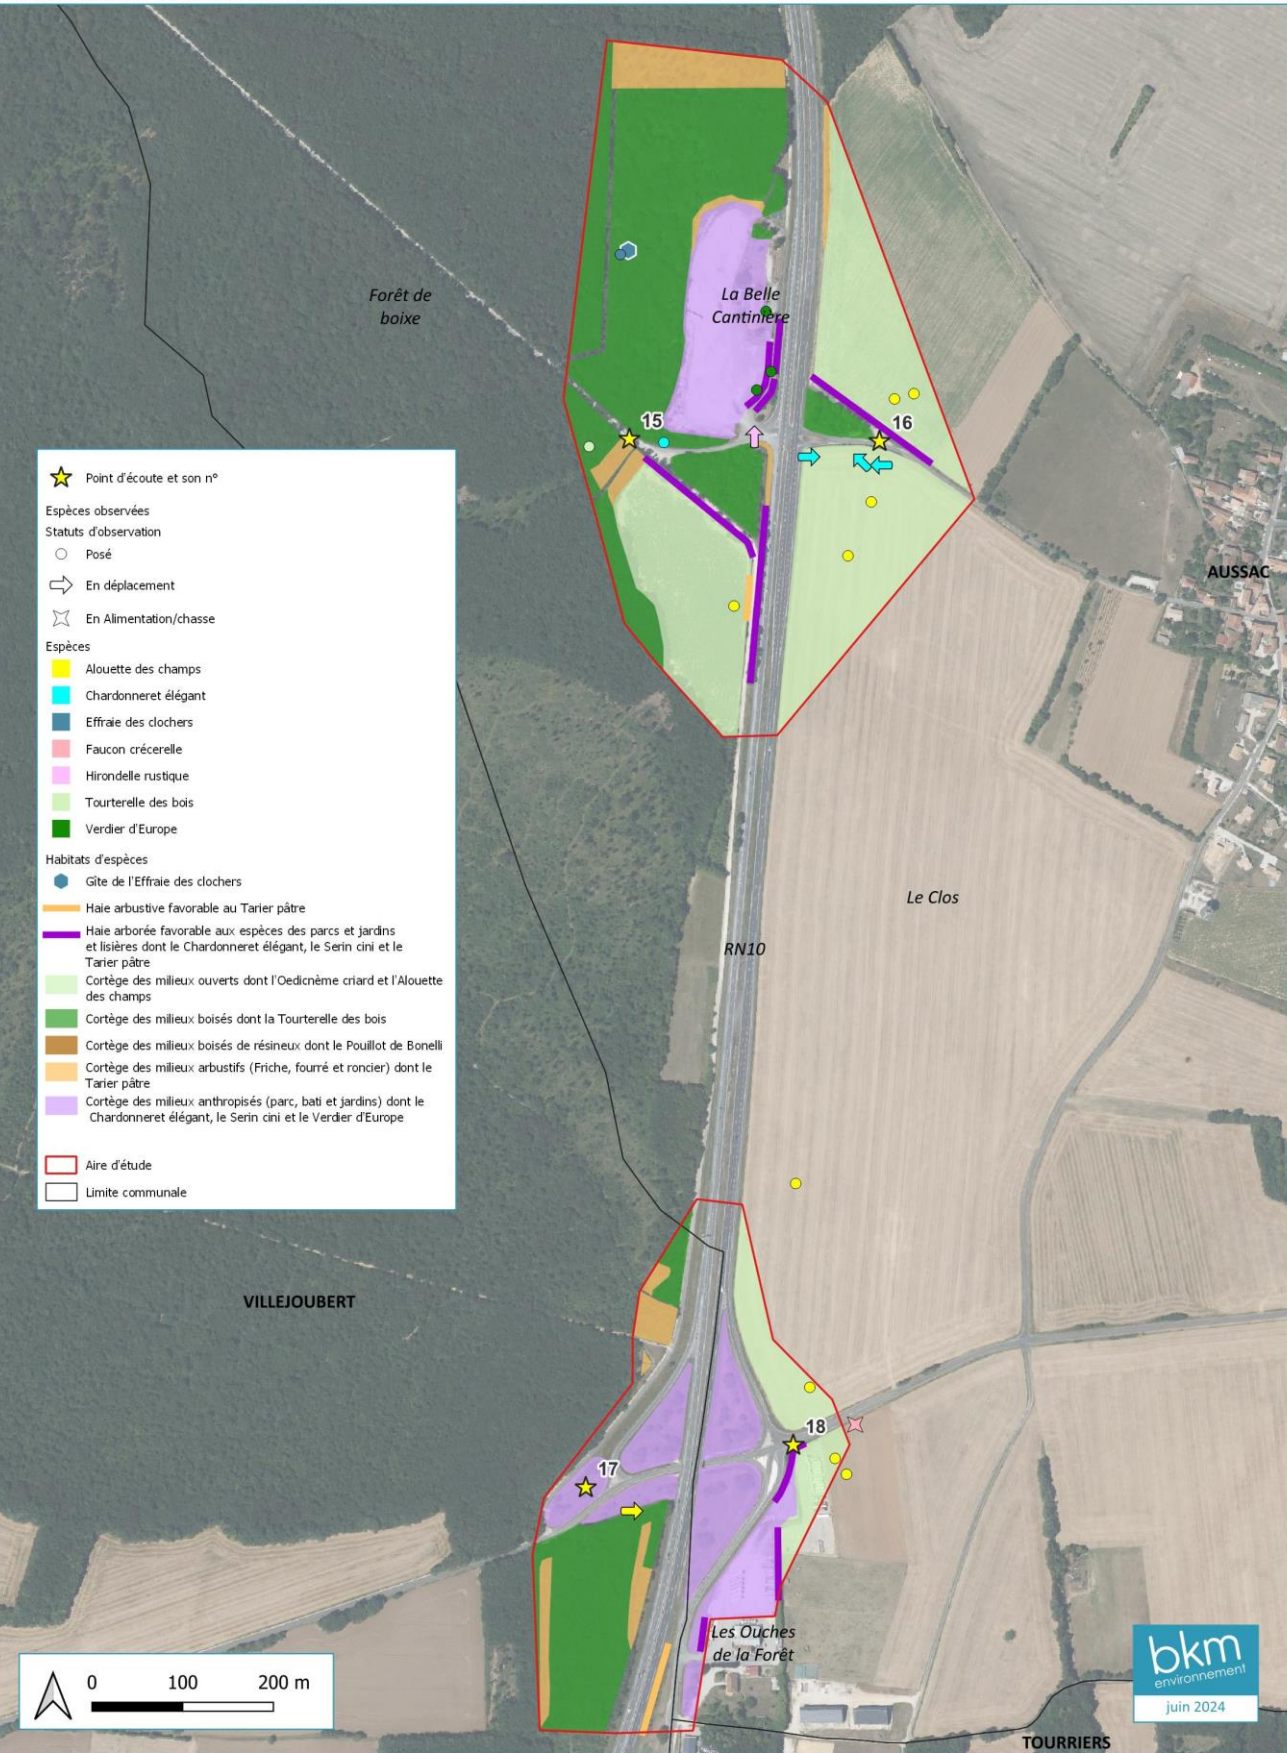 Forêt de
boixe
La Belle
Cantinière
15
16
AUSSAC
Point d'écoute et son n°
Espèces observées
Statuts d'observation
Posé
En déplacement
En Alimentation/chasse
Espèces
Alouette des champs
Chardonneret élégant
Effraie des clochers
Faucon crécerelle
Hirondelle rustique
Tourterelle des bois
Verdier d'Europe
Habitats d'espèces
Gîte de l'Effraie des clochers
Haie arbustive favorable au Tarier pâtre
Haie arborée favorable aux espèces des parcs et jardins
et lisières dont le Chardonneret élégant, le Serin cini et le
Tarier pâtre
Cortège des milieux ouverts dont l'Oedicnème criard et l'Alouette
des champs
Cortège des milieux boisés dont la Tourterelle des bois
Cortège des milieux boisés de résineux dont le Pouillot de Bonelli
Cortège des milieux arbustifs (Friche, fourré et roncier) dont le
Tarier pâtre
Cortège des milieux anthropisés (parc, bati et jardins) dont le
Chardonneret élégant, le Serin cini et le Verdier d'Europe
Aire d'étude
Limite communale
Le Clos
RN10
VILLEJOUBERT
18
17
Les Ouches
de la Forêt
0 100 200 m
bkm
environnement
juin 2024
TOURRIERS